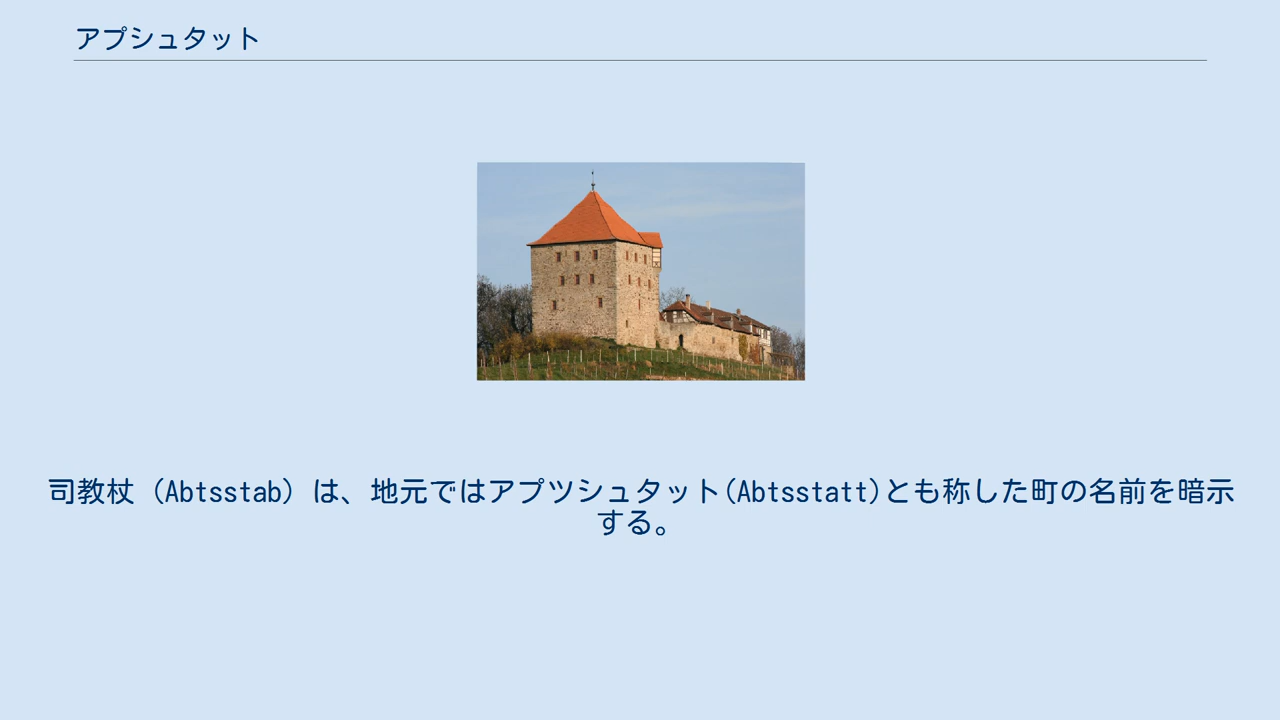 アプシュタット
司教杖（Abtsstab）は、地元ではアプツシュタット(Abtsstatt)とも称した町の名前を暗示
する。